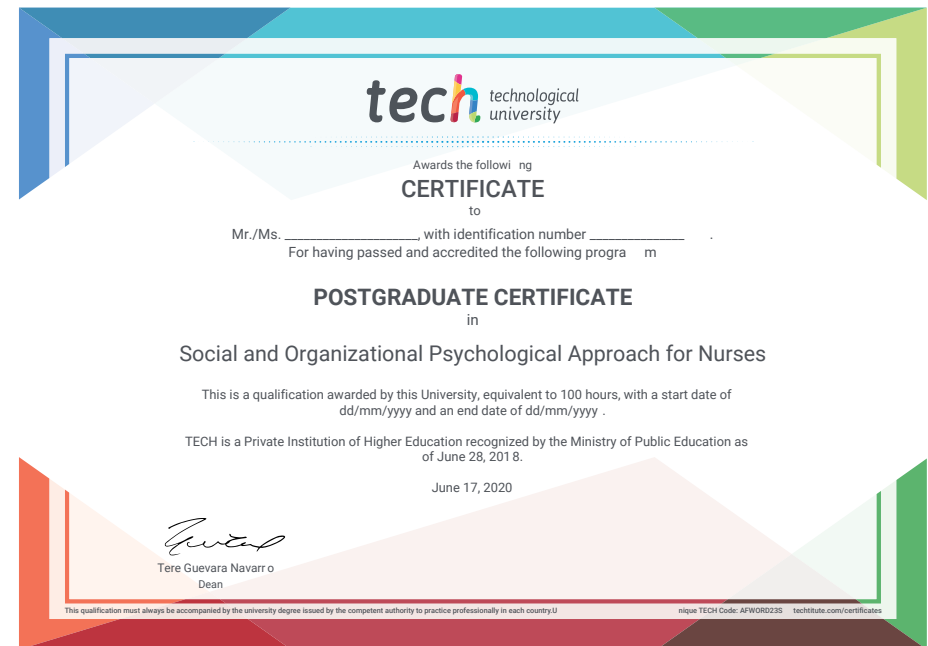 tech technological
university
Awards the followi ng
CERTIFICATE
to
Mr./Ms. _____________________, with identification number _______________ .
For having passed and accredited the following progra m
POSTGRADUATE CERTIFICATE
in
Social and Organizational Psychological Approach for Nurses
This is a qualification awarded by this University, equivalent to 100 hours, with a start date of
dd/mm/yyyy and an end date of dd/mm/yyyy .
TECH is a Private Institution of Higher Education recognized by the Ministry of Public Education as
of June 28, 2018.
June 17, 2020
Tere Guevara Navarro
Dean
This qualification must always be accompanied by the university degree issued by the competent authority to practice professionally in each country.U nique TECH Code: AFWORD23S techtitute.com/certificates